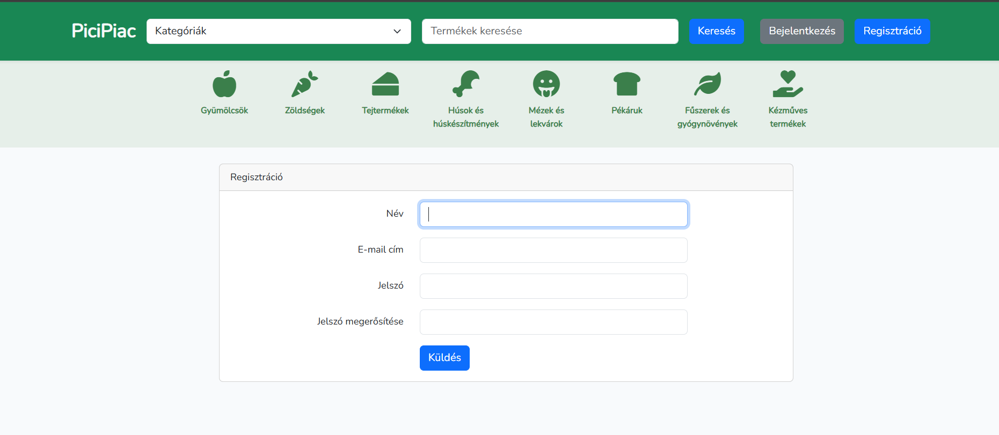 PiciPiac
Kategóriák
Termékek keresése
Keresés
Bejelentkezés
Regisztráció
Gyümölcsök
Zöldségek
Tejtermékek
Húsok és
húskészítmények
Mézek és
lekvárok
Pékáruk
Fűszerek és
gyógynövények
Kézműves
termékek
Regisztráció
Név
E-mail cím
Jelszó
Jelszó megerősítése
Küldés